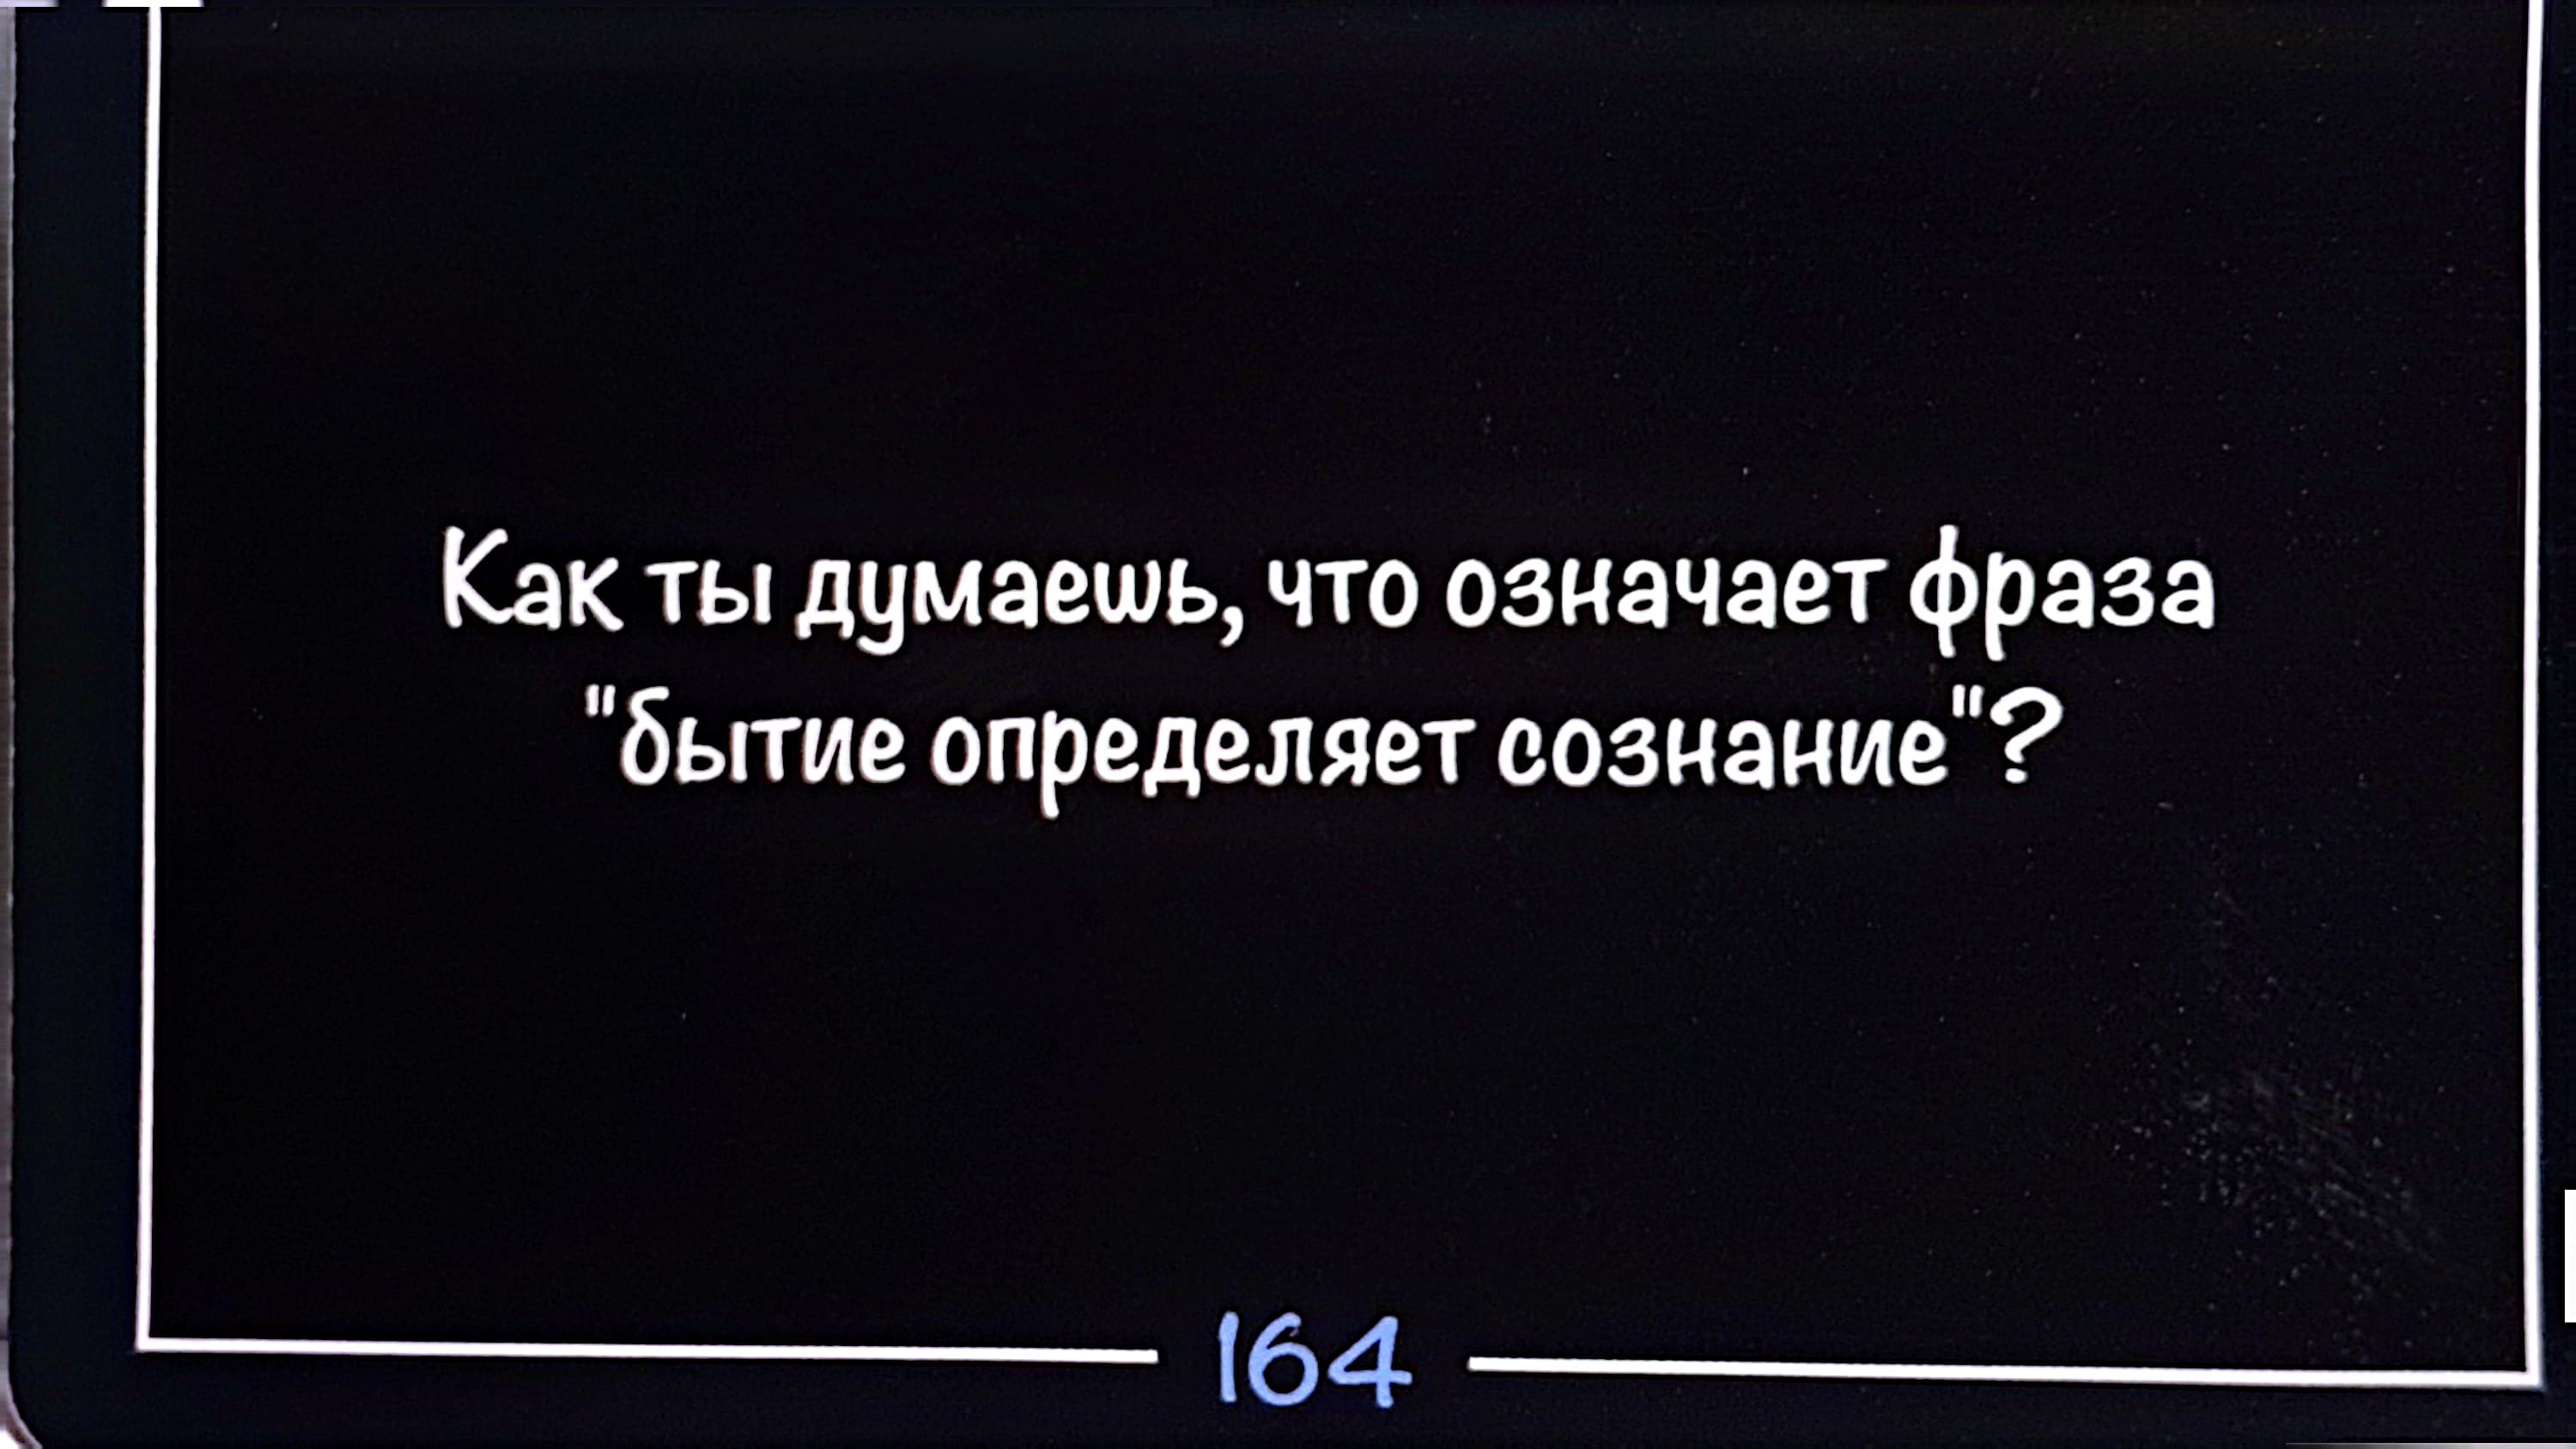 Как ты думаешь, что означает фраза
"бытие определяет сознание"?
164